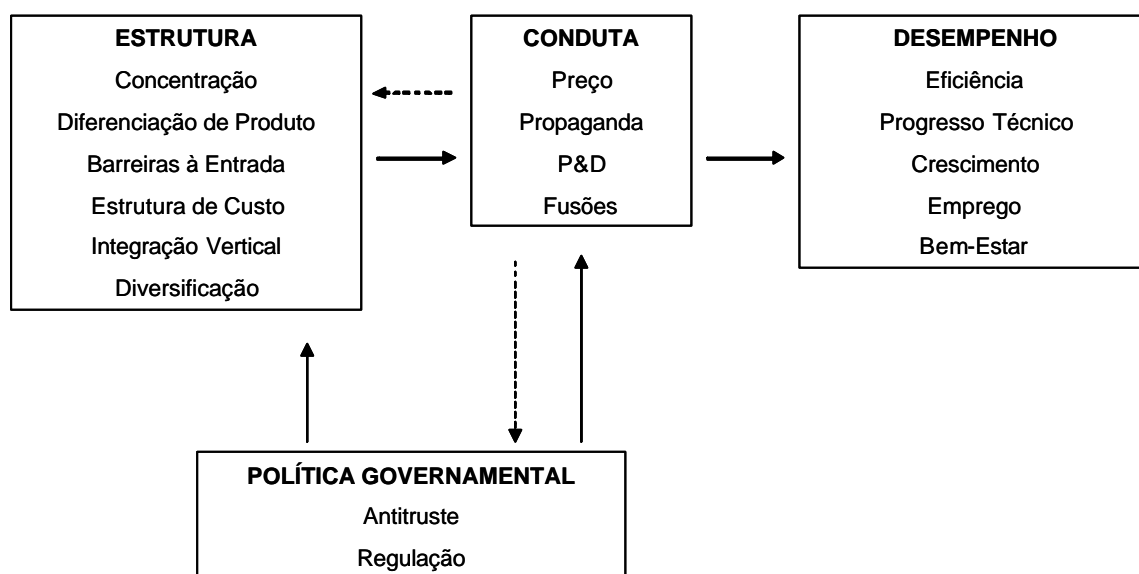 ESTRUTURA
Concentração
Diferenciação de Produto
Barreiras à Entrada
Estrutura de Custo
Integração Vertical
Diversificação
CONDUTA
Preço
Propaganda
P&D
Fusões
DESEMPENHO
Eficiência
Progresso Técnico
Crescimento
Emprego
Bem-Estar
POLÍTICA GOVERNAMENTAL
Antitruste
Regulação